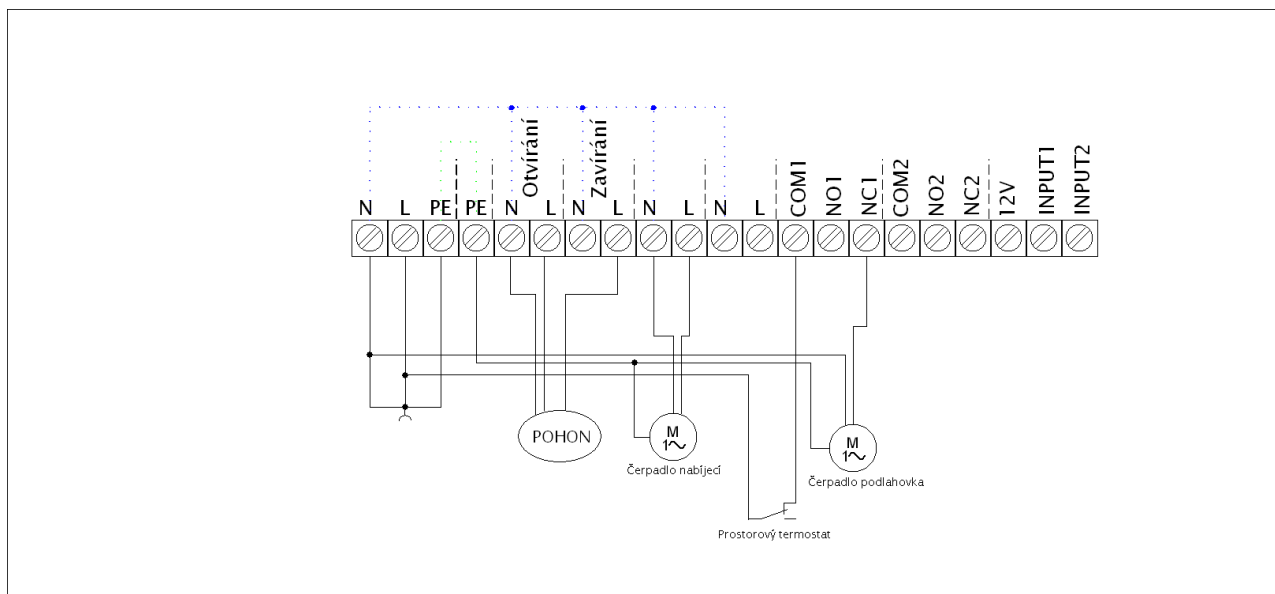 Otvírání
Zavírání
N L PE PE N L N L N L N L COM1 NO1 NC1 COM2 NO2 NC2 12V INPUT1 INPUT2
POHON
M
1~
Čerpadlo nabíjecí
M
1~
Čerpadlo podlahovka
Prostorový termostat